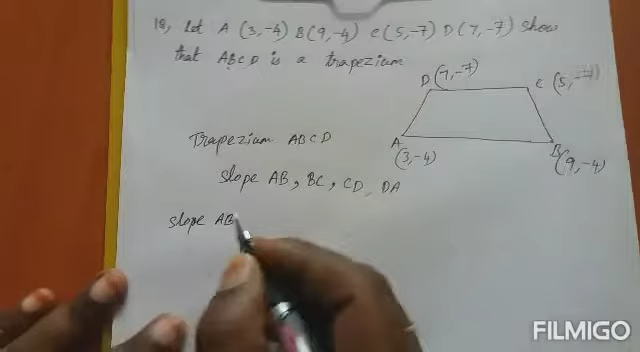 18, Let A (3,-4) B(9,-4) C(5,-7) D(7,-7) show
that ABCD is a trapezium
D(7,-7)
C (5,-7)
A
(3,-4)
B
(9,-4)
Trapezium ABCD
Slope AB, BC, CD, DA
Slope AB
FILMIGO